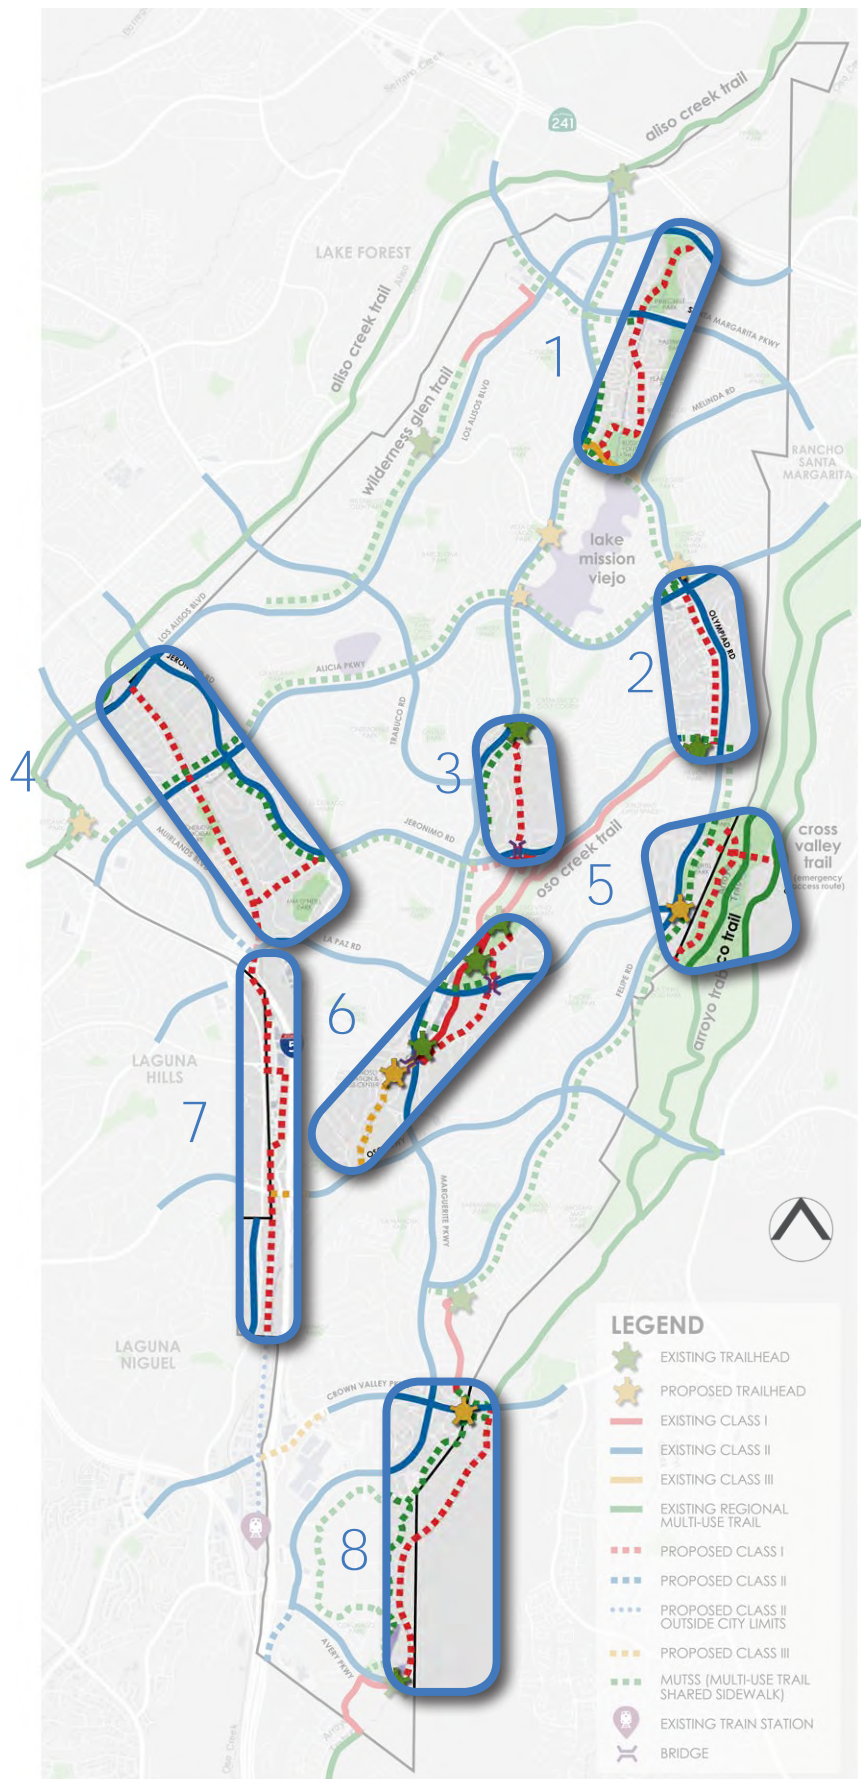 aliso creek trail
241
LAKE FOREST
aliso creek trail
1
SANTA MARGARITA PKWY
wilderness glen trail
LOS ALISOS BLVD
MELINDA RD
RANCHO
SANTA
MARGARITA
lake
mission
viejo
LOS ALISOS BLVD
OLYMPIAD RD
2
JERONIMO RD
ALICIA PKWY
TRABUCO RD
3
4
JERONIMO RD
MUIRLANDS BLVD
oso creek trail
cross
valley
trail
(emergency
access route)
5
LA PAZ RD
arroyo trabuco trail
FELIPE RD
6
5
LAGUNA
HILLS
7
MARGUERITE PKWY
LAGUNA
NIGUEL
CROWN VALLEY PKWY
8
AVERY PKWY
Oso Creek
LEGEND
EXISTING TRAILHEAD
PROPOSED TRAILHEAD
EXISTING CLASS I
EXISTING CLASS II
EXISTING CLASS III
EXISTING REGIONAL
MULTI-USE TRAIL
PROPOSED CLASS I
PROPOSED CLASS II
PROPOSED CLASS II
OUTSIDE CITY LIMITS
PROPOSED CLASS III
MUTSS (MULTI-USE TRAIL
SHARED SIDEWALK)
EXISTING TRAIN STATION
BRIDGE